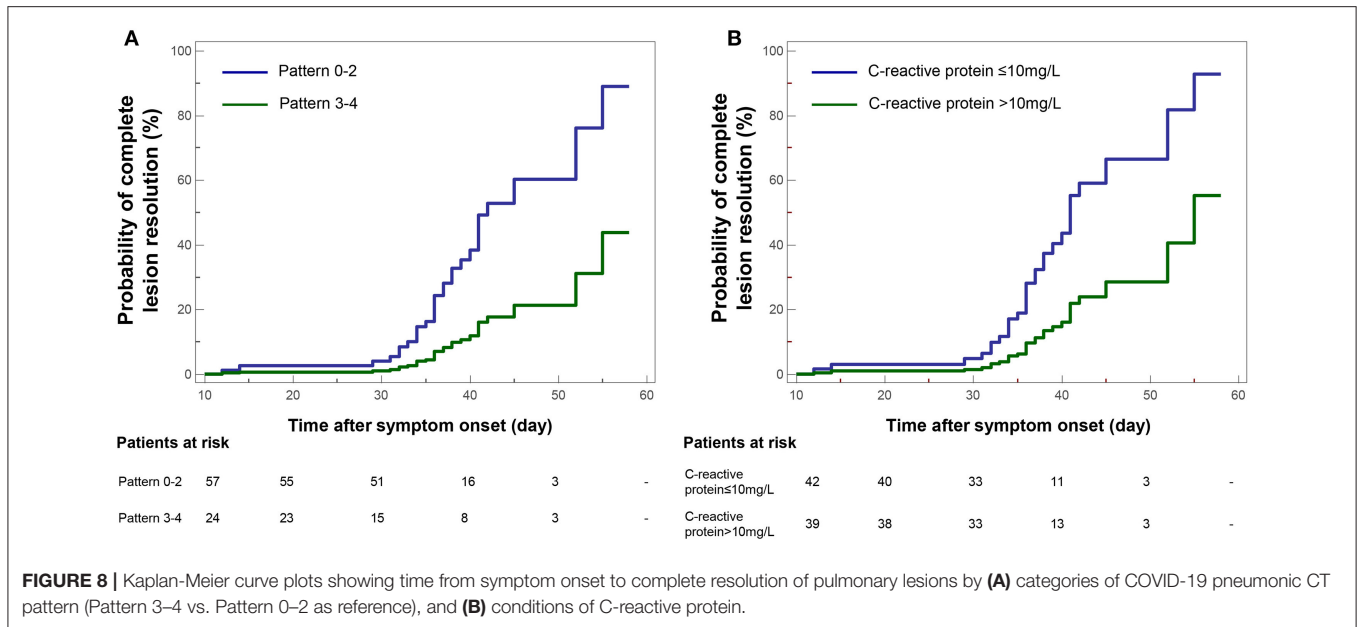 A
100
80
60
40
20
0
Probability of complete
lesion resolution (%)
Pattern 0-2
Pattern 3-4
10 20 30 40 50 60
Time after symptom onset (day)
Patients at risk
Pattern 0-2 57 55 51 16 3 -
Pattern 3-4 24 23 15 8 3 -
B
100
80
60
40
20
0
Probability of complete
lesion resolution (%)
C-reactive protein ≤10mg/L
C-reactive protein >10mg/L
10 20 30 40 50 60
Time after symptom onset (day)
Patients at risk
C-reactive
protein≤10mg/L 42 40 33 11 3 -
C-reactive
protein>10mg/L 39 38 33 13 3 -
FIGURE 8 | Kaplan-Meier curve plots showing time from symptom onset to complete resolution of pulmonary lesions by (A) categories of COVID-19 pneumonic CT
pattern (Pattern 3–4 vs. Pattern 0–2 as reference), and (B) conditions of C-reactive protein.